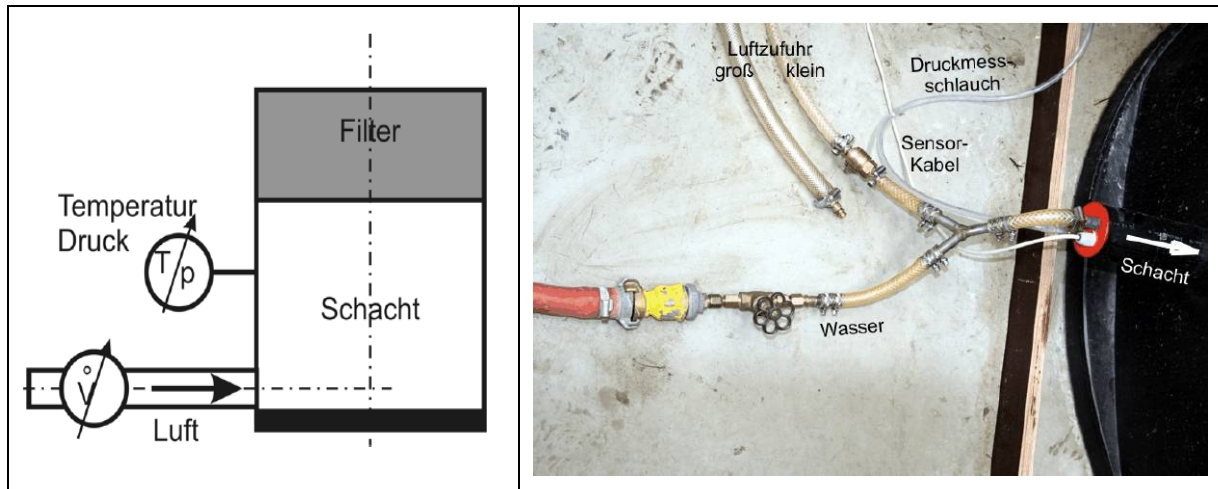 Filter
Temperatur
Druck
T/p
Schacht
V̊
Luft
Luftzufuhr
groß klein
Druckmess-
schlauch
Sensor-
Kabel
Wasser
Schacht